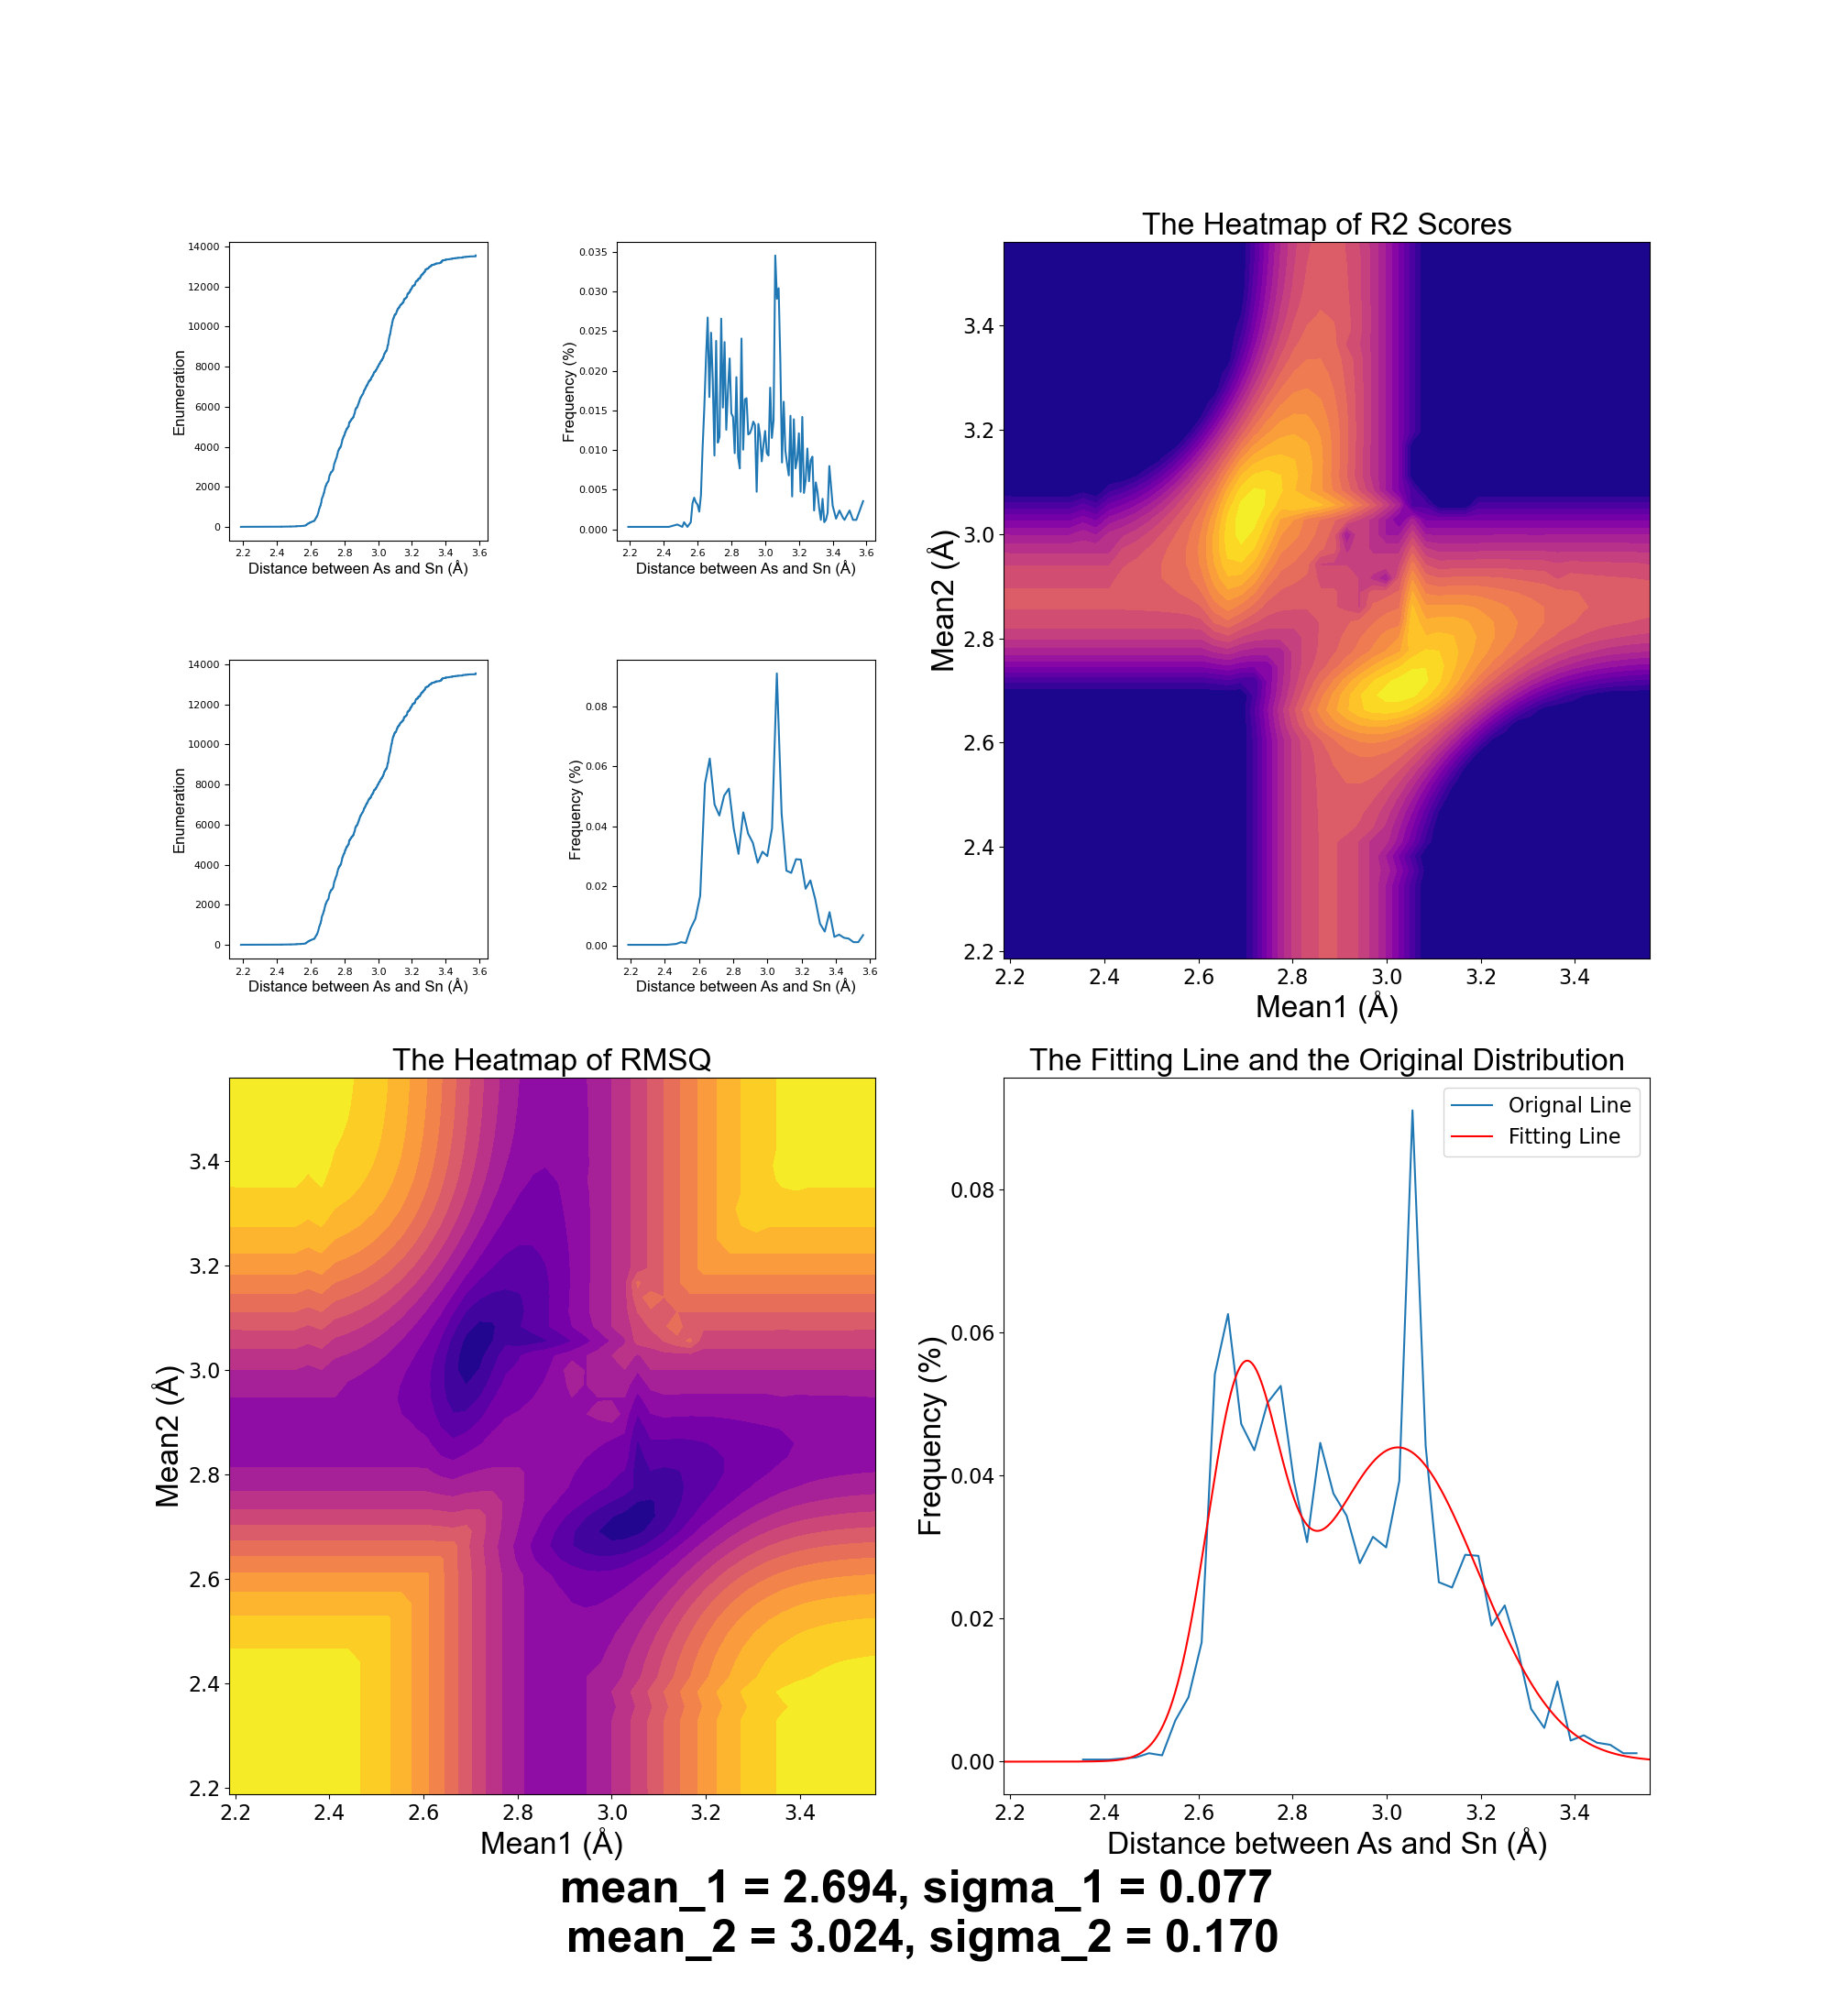 The Heatmap of R2 Scores
14000
12000
10000
8000
6000
4000
2000
0
Enumeration
2.2 2.4 2.6 2.8 3.0 3.2 3.4 3.6
Distance between As and Sn (Å)
0.035
0.030
0.025
0.020
0.015
0.010
0.005
0.000
Frequency (%)
2.2 2.4 2.6 2.8 3.0 3.2 3.4 3.6
Distance between As and Sn (Å)
3.4
3.2
3.0
2.8
2.6
2.4
2.2
Mean2 (Å)
2.2 2.4 2.6 2.8 3.0 3.2 3.4
Mean1 (Å)
14000
12000
10000
8000
6000
4000
2000
0
Enumeration
2.2 2.4 2.6 2.8 3.0 3.2 3.4 3.6
Distance between As and Sn (Å)
0.08
0.06
0.04
0.02
0.00
Frequency (%)
2.2 2.4 2.6 2.8 3.0 3.2 3.4 3.6
Distance between As and Sn (Å)
The Heatmap of RMSQ
3.4
3.2
3.0
2.8
2.6
2.4
2.2
Mean2 (Å)
2.2 2.4 2.6 2.8 3.0 3.2 3.4
Mean1 (Å)
The Fitting Line and the Original Distribution
Orignal Line
Fitting Line
0.08
0.06
0.04
0.02
0.00
Frequency (%)
2.2 2.4 2.6 2.8 3.0 3.2 3.4
Distance between As and Sn (Å)
mean_1 = 2.694, sigma_1 = 0.077
mean_2 = 3.024, sigma_2 = 0.170